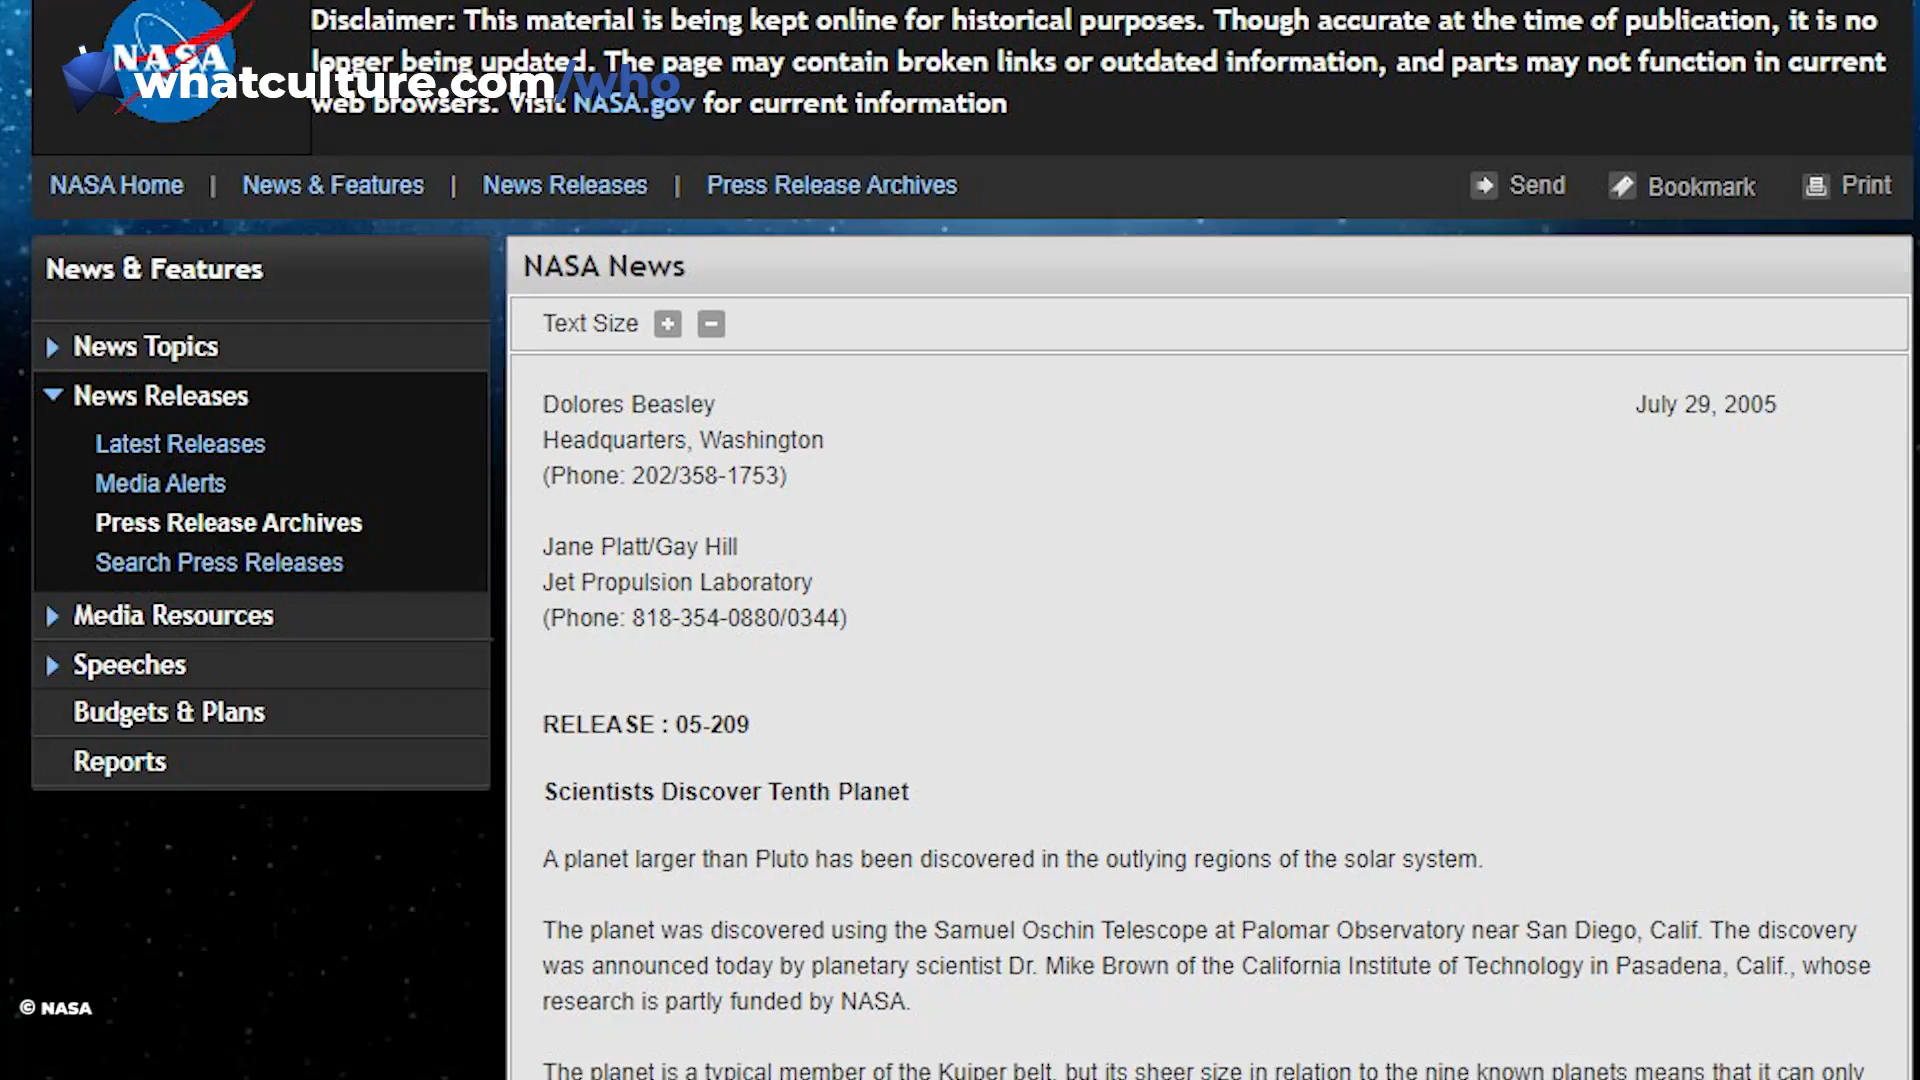 Disclaimer: This material is being kept online for historical purposes. Though accurate at the time of publication, it is no
longer being updated. The page may contain broken links or outdated information, and parts may not function in current
web browsers. Visit NASA.gov for current information
NASA
whatculture.com/who
NASA Home | News & Features | News Releases | Press Release Archives
Send Bookmark Print
News & Features
News Topics
News Releases
Latest Releases
Media Alerts
Press Release Archives
Search Press Releases
Media Resources
Speeches
Budgets & Plans
Reports
© NASA
NASA News
Text Size + -
Dolores Beasley July 29, 2005
Headquarters, Washington
(Phone: 202/358-1753)
Jane Platt/Gay Hill
Jet Propulsion Laboratory
(Phone: 818-354-0880/0344)
RELEASE : 05-209
Scientists Discover Tenth Planet
A planet larger than Pluto has been discovered in the outlying regions of the solar system.
The planet was discovered using the Samuel Oschin Telescope at Palomar Observatory near San Diego, Calif. The discovery
was announced today by planetary scientist Dr. Mike Brown of the California Institute of Technology in Pasadena, Calif., whose
research is partly funded by NASA.
The planet is a typical member of the Kuiper belt, but its sheer size in relation to the nine known planets means that it can only